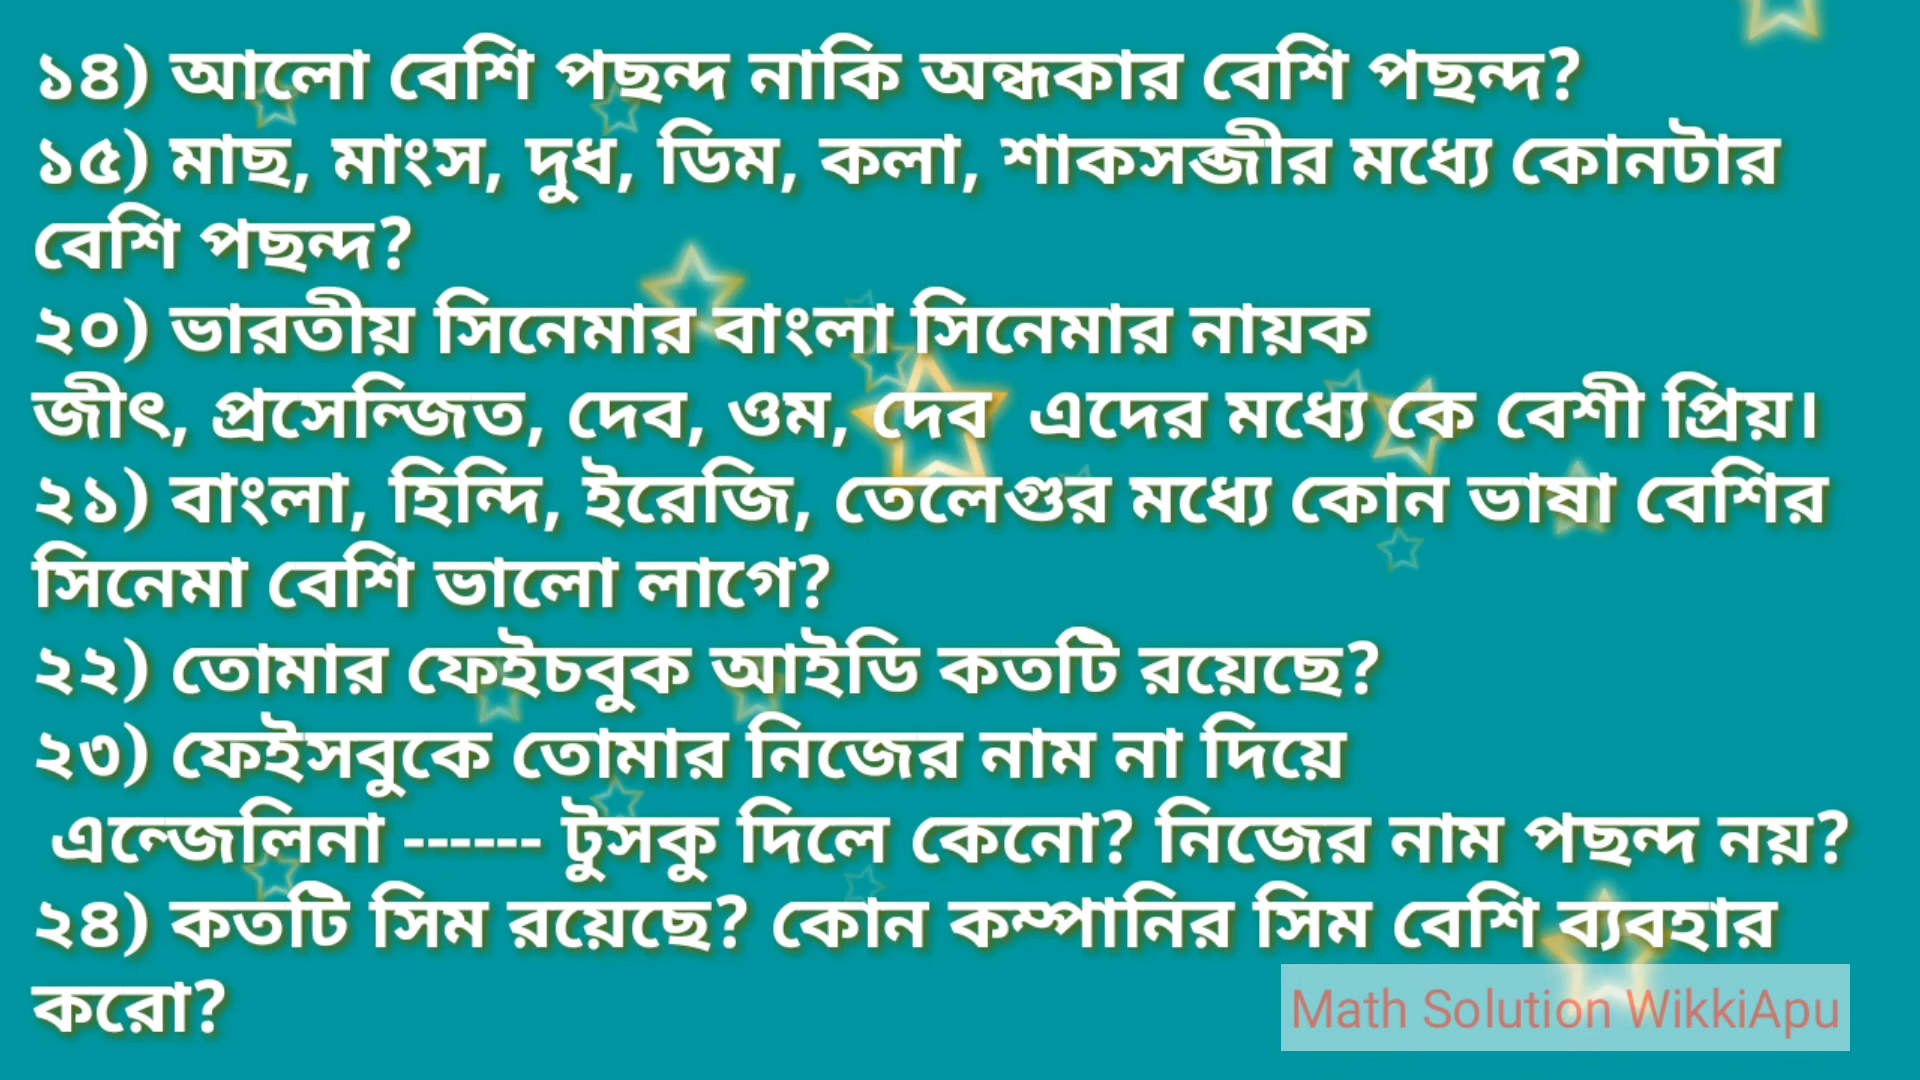 ১৪) আলো বেশি পছন্দ নাকি অন্ধকার বেশি পছন্দ?
১৫) মাছ, মাংস, দুধ, ডিম, কলা, শাকসব্জীর মধ্যে কোনটার
বেশি পছন্দ?
২০) ভারতীয় সিনেমার বাংলা সিনেমার নায়ক
জীৎ, প্রসেন্জিত, দেব, ওম, দেব এদের মধ্যে কে বেশী প্রিয়।
২১) বাংলা, হিন্দি, ইরেজি, তেলেগুর মধ্যে কোন ভাষা বেশির
সিনেমা বেশি ভালো লাগে?
২২) তোমার ফেইচবুক আইডি কতটি রয়েছে?
২৩) ফেইসবুকে তোমার নিজের নাম না দিয়ে
এন্জেলিনা ------ টুসকু দিলে কেনো? নিজের নাম পছন্দ নয়?
২৪) কতটি সিম রয়েছে? কোন কম্পানির সিম বেশি ব্যবহার
করো?
Math Solution WikkiApu